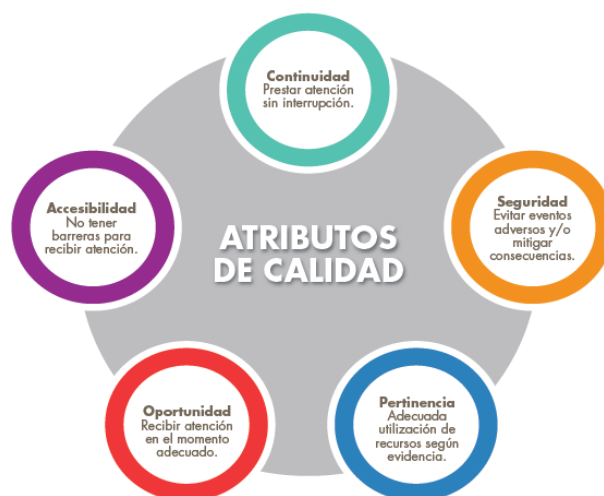 Continuidad
Prestar atención
sin interrupción.
Accesibilidad
No tener
barreras para
recibir atención.
ATRIBUTOS
DE CALIDAD
Seguridad
Evitar eventos
adversos y/o
mitigar
consecuencias.
Oportunidad
Recibir atención
en el momento
adecuado.
Pertinencia
Adecuada
utilización de
recursos según
evidencia.